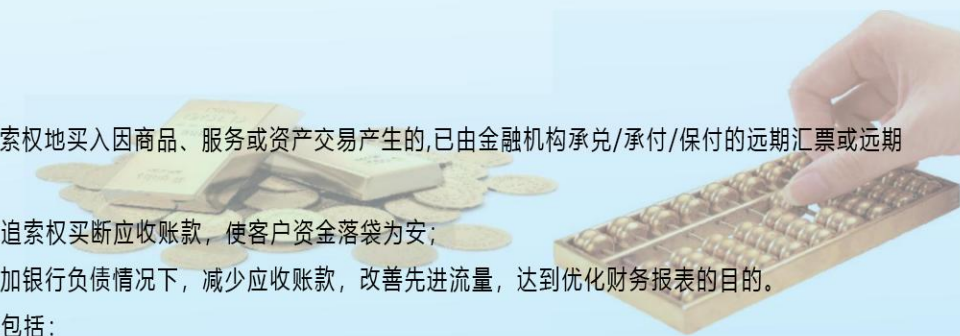 索权地买入因商品、服务或资产交易产生的,已由金融机构承兑/承付/保付的远期汇票或远期
追索权买断应收账款，使客户资金落袋为安；
加银行负债情况下，减少应收账款，改善先进流量，达到优化财务报表的目的。
包括：